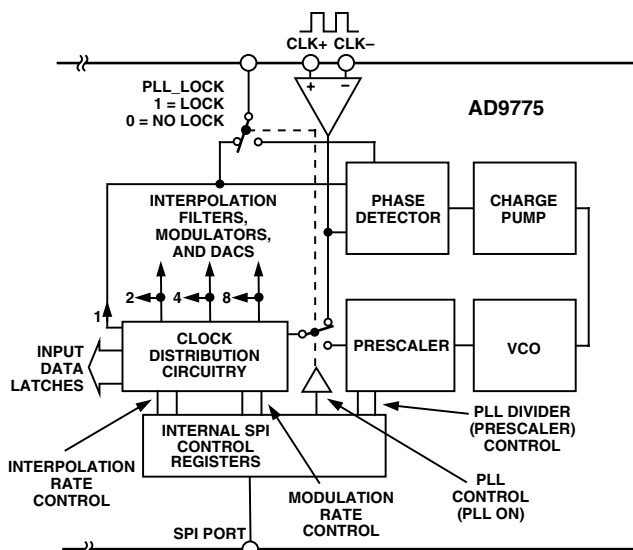 CLK+ CLK–
PLL_LOCK
1 = LOCK
0 = NO LOCK
+ –
AD9775
PHASE
DETECTOR
CHARGE
PUMP
INTERPOLATION
FILTERS,
MODULATORS,
AND DACS
2 4 8
1
CLOCK
DISTRIBUTION
CIRCUITRY
PRESCALER
VCO
INPUT
DATA
LATCHES
INTERNAL SPI
CONTROL
REGISTERS
PLL DIVIDER
(PRESCALER)
CONTROL
INTERPOLATION
RATE
CONTROL
MODULATION
RATE
CONTROL
PLL
CONTROL
(PLL ON)
SPI PORT